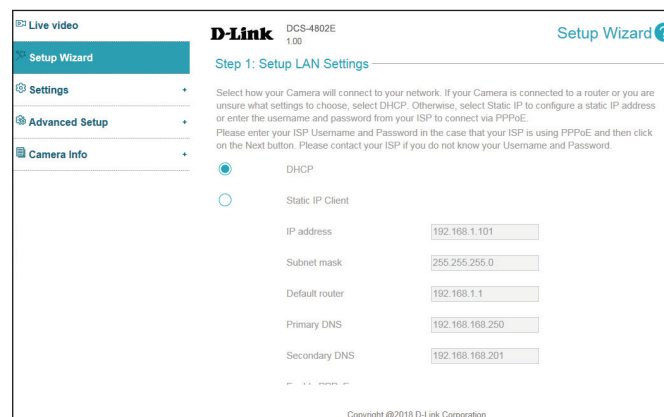 Live video
Setup Wizard
Settings
+
Advanced Setup
+
Camera Info
+
D-Link
DCS-4802E
1.00
Setup Wizard ?
Step 1: Setup LAN Settings
Select how your Camera will connect to your network. If your Camera is connected to a router or you are
unsure what settings to choose, select DHCP. Otherwise, select Static IP to configure a static IP address
or enter the username and password from your ISP to connect via PPPoE.
Please enter your ISP Username and Password in the case that your ISP is using PPPoE and then click
on the Next button. Please contact your ISP if you do not know your Username and Password.
DHCP
Static IP Client
IP address 192.168.1.101
Subnet mask 255.255.255.0
Default router 192.168.1.1
Primary DNS 192.168.168.250
Secondary DNS 192.168.168.201
Copyright @2018 D-Link Corporation